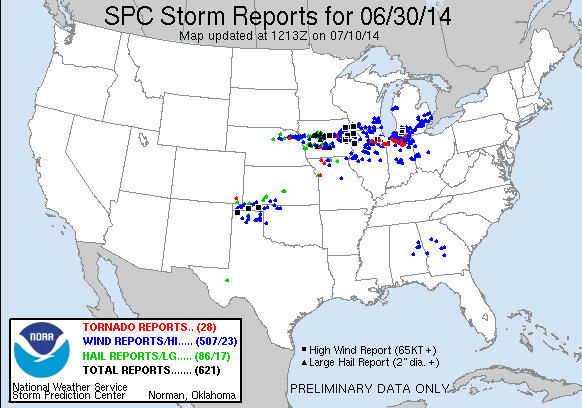 SPC Storm Reports for 06/30/14
Map updated at 1213Z on 07/10/14
NOAA
TORNADO REPORTS.. (28)
WIND REPORTS/HI..... (507/23)
HAIL REPORTS/LG..... (86/17)
TOTAL REPORTS....... (621)
National Weather Service
Storm Prediction Center Norman, Oklahoma
High Wind Report (65KT +)
Large Hail Report (2" dia. +)
PRELIMINARY DATA ONLY